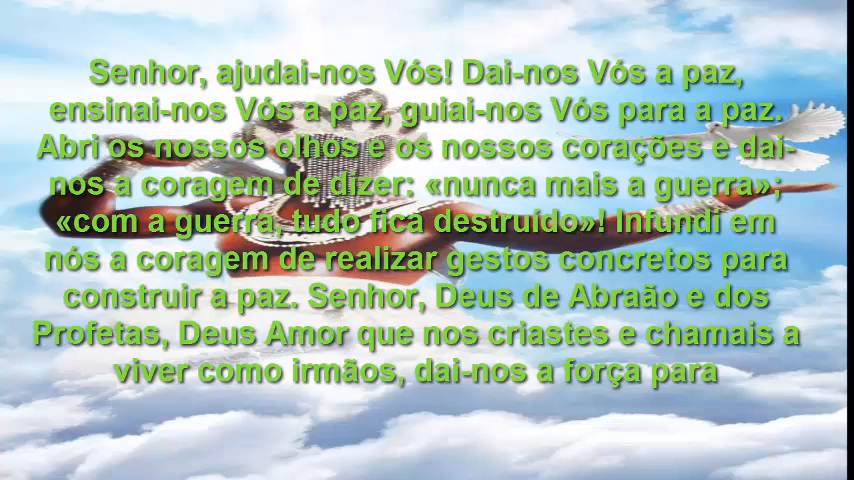 Senhor, ajudai-nos Vós! Dai-nos Vós a paz,
ensinai-nos Vós a paz, guiai-nos Vós para a paz.
Abri os nossos olhos e os nossos corações e dai-
nos a coragem de dizer: «nunca mais a guerra»;
«com a guerra, tudo fica destruído»! Infundi em
nós a coragem de realizar gestos concretos para
construir a paz. Senhor, Deus de Abraão e dos
Profetas, Deus Amor que nos criastes e chamais a
viver como irmãos, dai-nos a força para